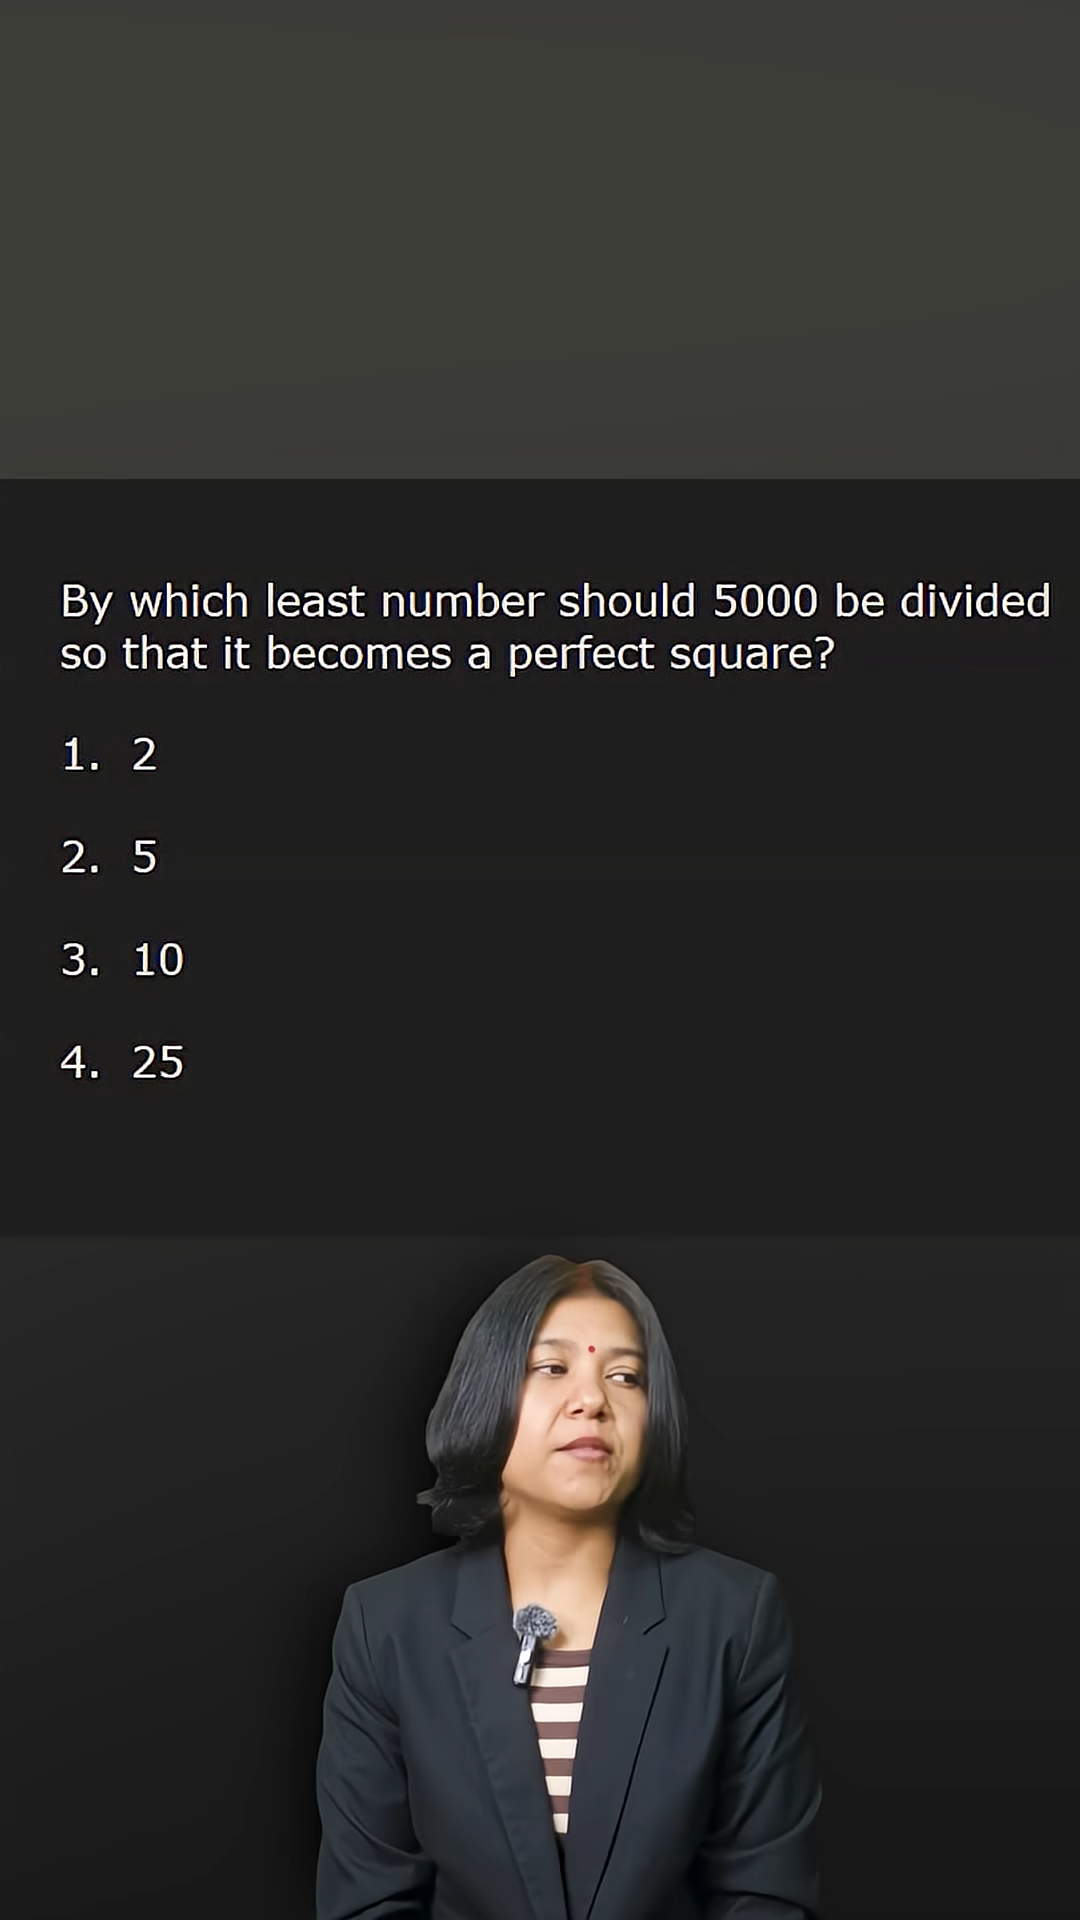 By which least number should 5000 be divided
so that it becomes a perfect square?
1. 2
2. 5
3. 10
4. 25